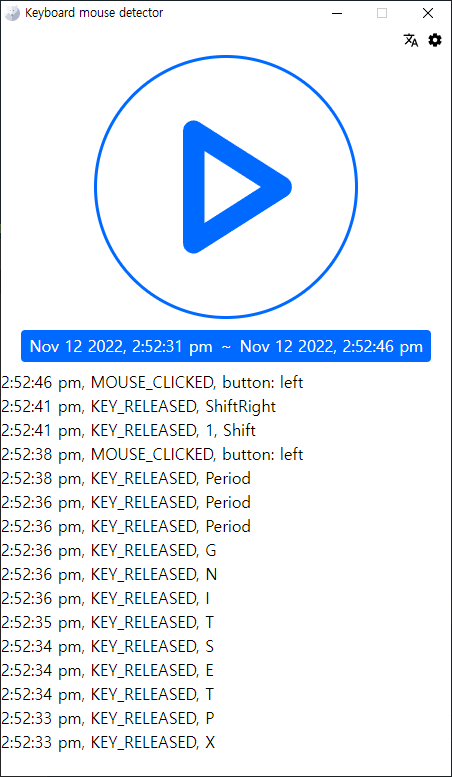 Keyboard mouse detector
Nov 12 2022, 2:52:31 pm ~ Nov 12 2022, 2:52:46 pm
2:52:46 pm, MOUSE_CLICKED, button: left
2:52:41 pm, KEY_RELEASED, ShiftRight
2:52:41 pm, KEY_RELEASED, 1, Shift
2:52:38 pm, MOUSE_CLICKED, button: left
2:52:38 pm, KEY_RELEASED, Period
2:52:36 pm, KEY_RELEASED, Period
2:52:36 pm, KEY_RELEASED, Period
2:52:36 pm, KEY_RELEASED, G
2:52:36 pm, KEY_RELEASED, N
2:52:36 pm, KEY_RELEASED, I
2:52:35 pm, KEY_RELEASED, T
2:52:34 pm, KEY_RELEASED, S
2:52:34 pm, KEY_RELEASED, E
2:52:34 pm, KEY_RELEASED, T
2:52:33 pm, KEY_RELEASED, P
2:52:33 pm, KEY_RELEASED, X